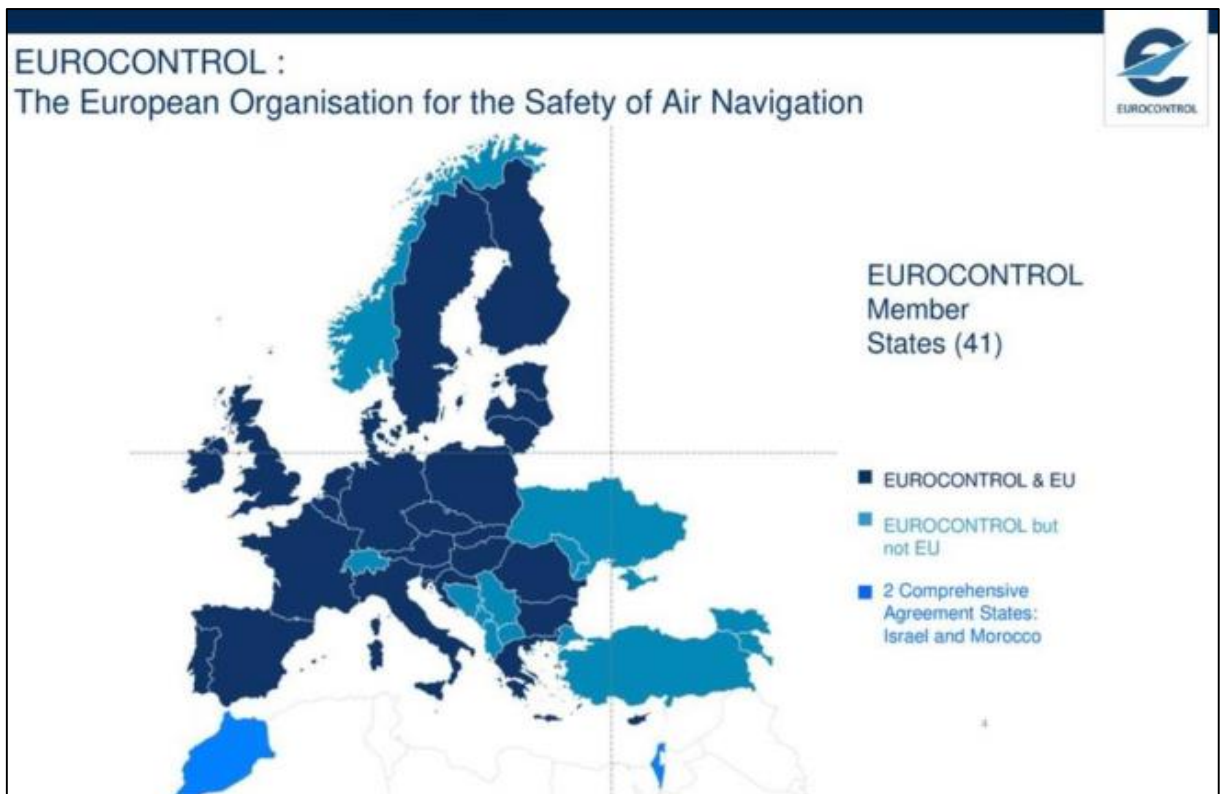 EUROCONTROL :
The European Organisation for the Safety of Air Navigation
EUROCONTROL
EUROCONTROL
Member
States (41)
EUROCONTROL & EU
EUROCONTROL but
not EU
2 Comprehensive
Agreement States:
Israel and Morocco
4